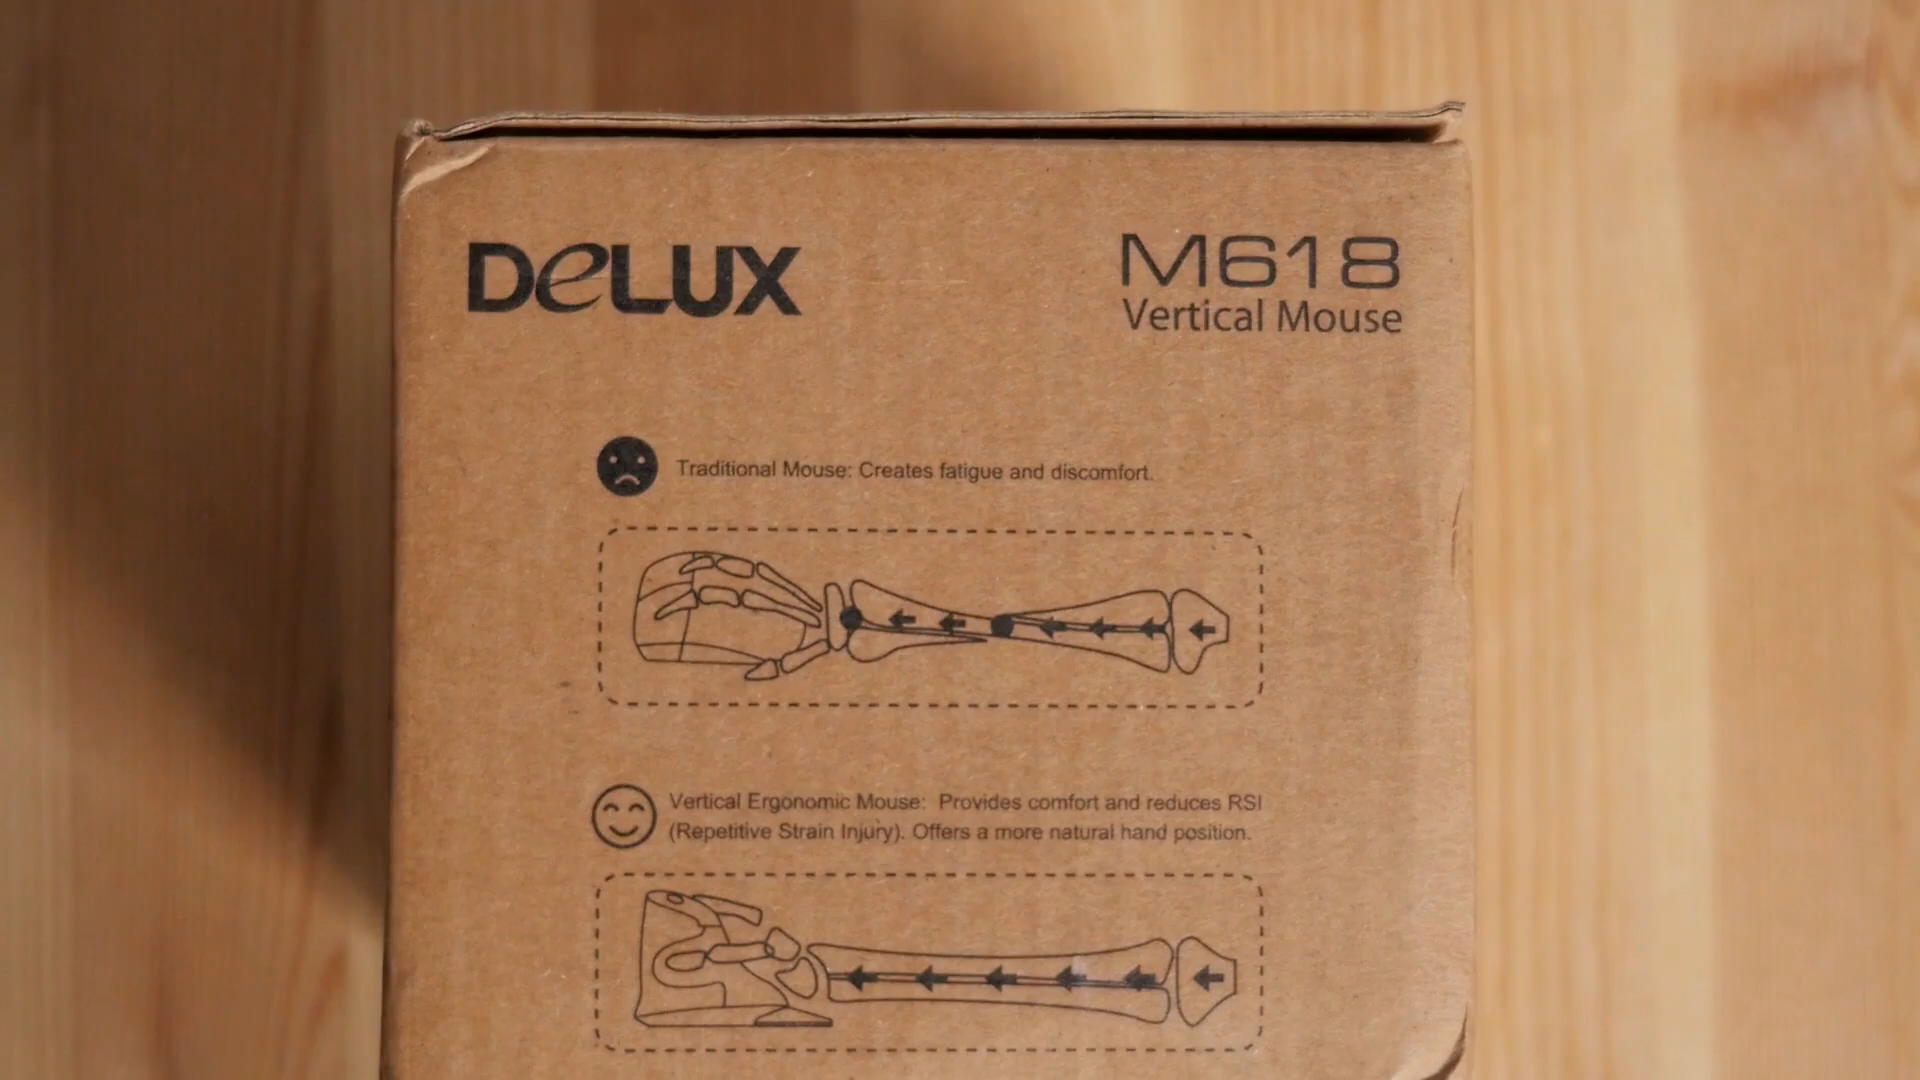 DeLUX
M618
Vertical Mouse
Traditional Mouse: Creates fatigue and discomfort.
Vertical Ergonomic Mouse: Provides comfort and reduces RSI
(Repetitive Strain Injury). Offers a more natural hand position.